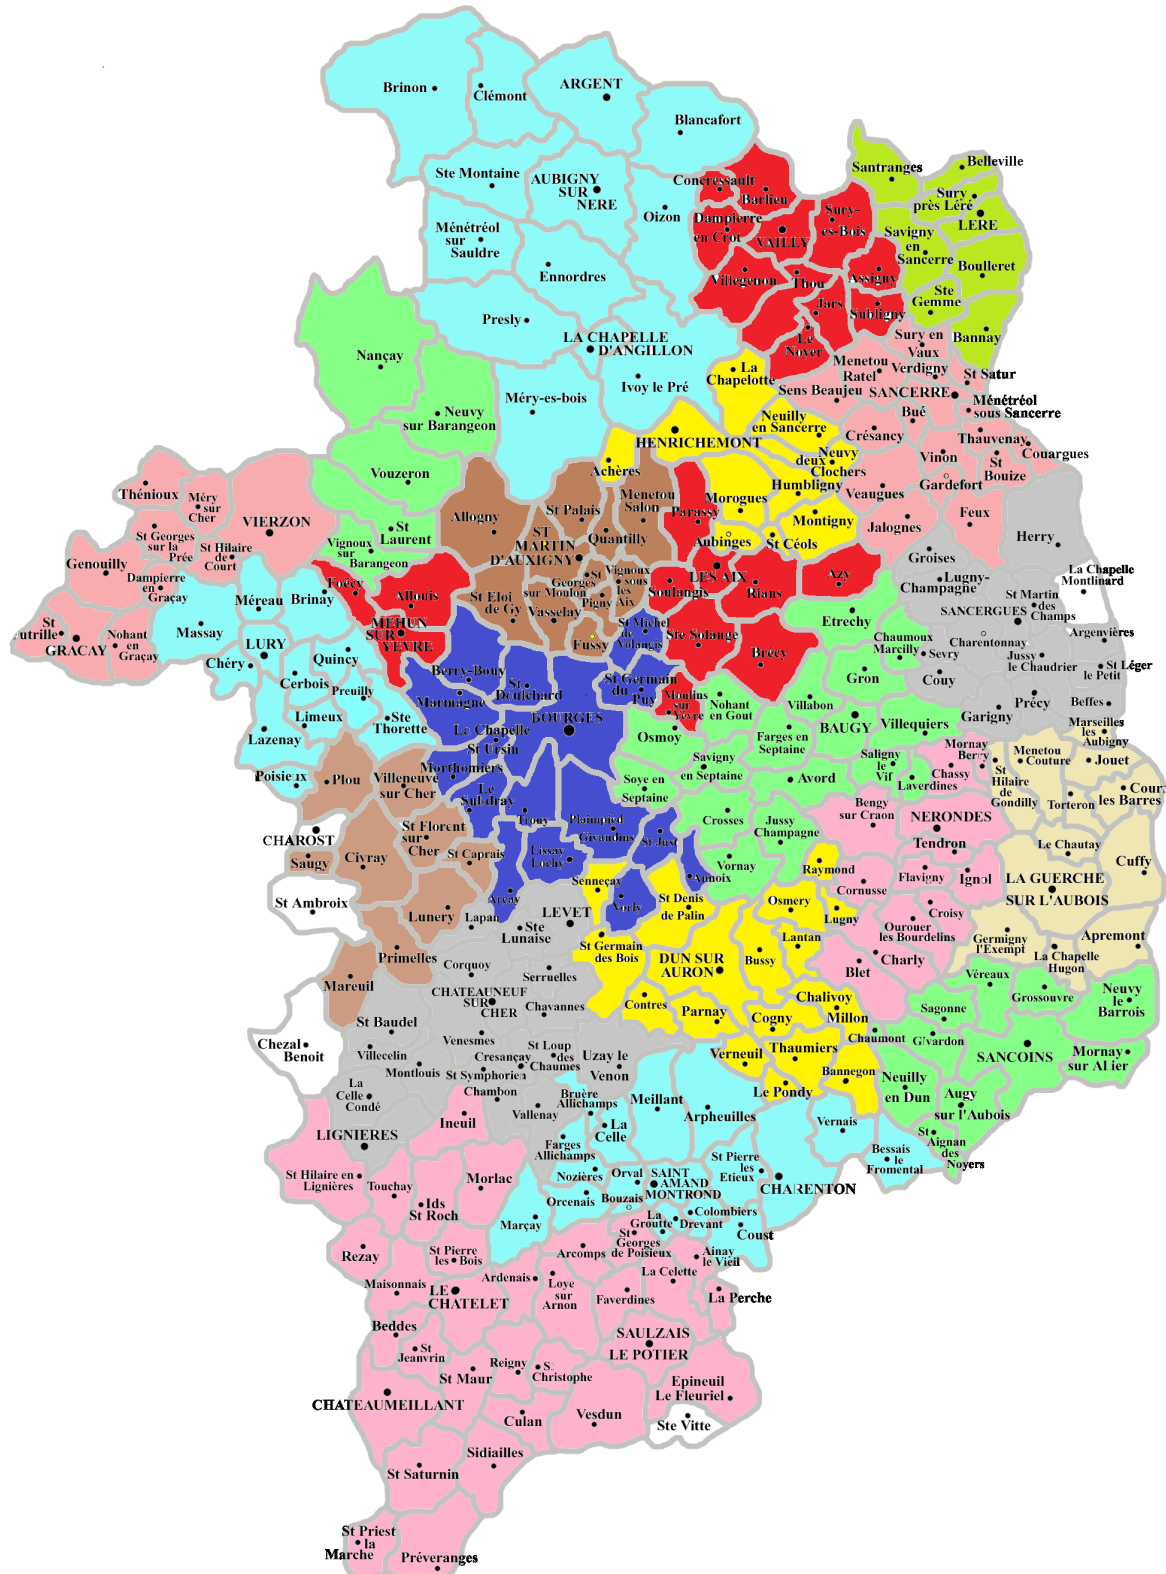 Brinon
Clémont
ARGENT
Blancafort
Ste Montaine
AUBIGNY
SUR
NERE
Oizon
Concressault
Barlieu
Santranges
Belleville
Sury
près Léré
LERE
Ménétréol
sur
Sauldre
Ennordres
Dampierre
en Crot
VAILLY
Sury-
es-Bois
Savigny
en
Sancerre
Boulleret
Villegenon
Thou
Assigny
Ste
Gemme
Jars
Subligny
Bannay
Presly
LA CHAPELLE
D'ANGILLON
Le
Noyer
Sury en
Vaux
Nançay
Ivoy le Pré
La
Chapelotte
Menetou
Ratel
Verdigny
St Satur
Méry-es-bois
Sens Beaujeu
SANCERRE
Ménétréol
sous Sancerre
Neuvy
sur Barangeon
Neuilly
en Sancerre
Bué
HENRICHEMONT
Crésancy
Thauvenay
Couargues
Neuvy
deux
Clochers
Vinon
St
Bouize
Vouzeron
Achères
Humbligny
Gardefort
Thénioux
Méry
sur
Cher
Menetou
Salon
Morogues
Veaugues
VIERZON
Allogny
St Palais
Parassy
Montigny
Jalognes
Feux
St Georges
sur la
Prée
St
Laurent
ST
MARTIN
D'AUXIGNY
Quantilly
Aubinges
St Céols
Herry
St Hilaire
de
Court
Vignoux
sur
Barangeon
Groises
Genouilly
Dampierre
en
Graçay
Foëcy
St
Georges
sur Moulon
Vignoux
sous
les
Aix
LES AIX
Azy
Lugny-
Champagne
La Chapelle
Montlinard
Méreau
Brinay
Allouis
St Eloi
de Gy
Pigny
Soulangis
Rians
St Martin
des
Champs
Vasselay
SANCERGUES
St
GRACAY
Nohant
en
Graçay
Massay
MEHUN
SUR
YEVRE
Fussy
St Michel
de
Volangis
Ste Solange
Etrechy
Chaumoux
Marcilly
Charentonnay
Argenvières
LURY
Quincy
Brécy
Sevry
Jussy
le Chaudrier
St Léger
le Petit
Chéry
Cerbois
Preuilly
Berry-Bouy
St
Doulchard
St Germain
du
Puy
Gron
Couy
Marmagne
Moulins
sur
Yèvre
Nohant
en Gout
Villabon
Précy
Beffes
Limeux
Ste
Thorette
BOURGES
BAUGY
Villequiers
Garigny
Lazenay
La Chapelle
St Ursin
Osmoy
Farges en
Septaine
Marseilles
les
Aubigny
Mornay
Berry
Menetou
Couture
Poisieux
Plou
Morthomiers
Savigny
en Septaine
Saligny
le
Vif
Chassy
Jouet
Villeneuve
sur Cher
Soye en
Septaine
Avord
Laverdines
St
Hilaire
de
Gondilly
Torteron
Cour
les Barres
Le
Subdray
Trouy
Plaimpied
Givaudins
Crosses
Jussy
Champagne
Bengy
sur Craon
NERONDES
CHAROST
St Florent
sur
Cher
St Just
Tendron
Le Chautay
Saugy
Civray
St Caprais
Lissay
Lochy
Vornay
Raymond
Cuffy
Senneçay
Annoix
Cornusse
Flavigny
Ignol
LA GUERCHE
SUR L'AUBOIS
St Ambroix
Lunery
Arçay
Vorly
St Denis
de Palin
Osmery
Lugny
Croisy
Lapan
LEVET
Ste
Lunaise
Ourouer
les Bourdelins
Primelles
St Germain
des Bois
Lantan
Germigny
l'Exempt
Apremont
Corquoy
DUN SUR
AURON
Bussy
Charly
La Chapelle
Hugon
Mareuil
Serruelles
Blet
Véreaux
CHATEAUNEUF
SUR
CHER
Chavannes
Contres
Parnay
Chalivoy
Millon
Grossouvre
Neuvy
le
Barrois
St Baudel
Cogny
Sagonne
Chezal
Benoit
Venesmes
Chaumont
Givardon
Villecelin
St Loup
des
Chaumes
Uzay le
Venon
Verneuil
Thaumiers
SANCOINS
Mornay
sur Allier
Montlouis
Cresançay
St Symphorien
Bannegon
La
Celle
Condé
Chambon
Bruère
Allichamps
Meillant
Le Pondy
Neuilly
en Dun
Augy
sur l'Aubois
Vallenay
Arpheuilles
LIGNIERES
Ineuil
La
Celle
Vernais
St
Aignan
des
Noyers
Farges
Allichamps
St Pierre
les
Etieux
Bessais
le
Fromental
St Hilaire en
Lignières
Touchay
Morlac
Nozières
Orval
SAINT
AMAND
MONTROND
CHARENTON
Ids
St Roch
Orcenais
Bouzais
Marçay
La
Groutte
Colombiers
Drevant
Coust
Rezay
St Pierre
les Bois
Arcomps
St
Georges
de Poisieux
Ainay
le Vieil
Maisonnais
LE
CHATELET
Ardenais
Loye
sur
Arnon
La Celette
Faverdines
La Perche
Beddes
St
Jeanvrin
SAULZAIS
LE POTIER
Reigny
S
Christophe
St Maur
Epineuil
Le Fleuriel
CHATEAUMEILLANT
Culan
Vesdun
Ste Vitte
Sidiailles
St Saturnin
St Priest
la
Marche
Préveranges